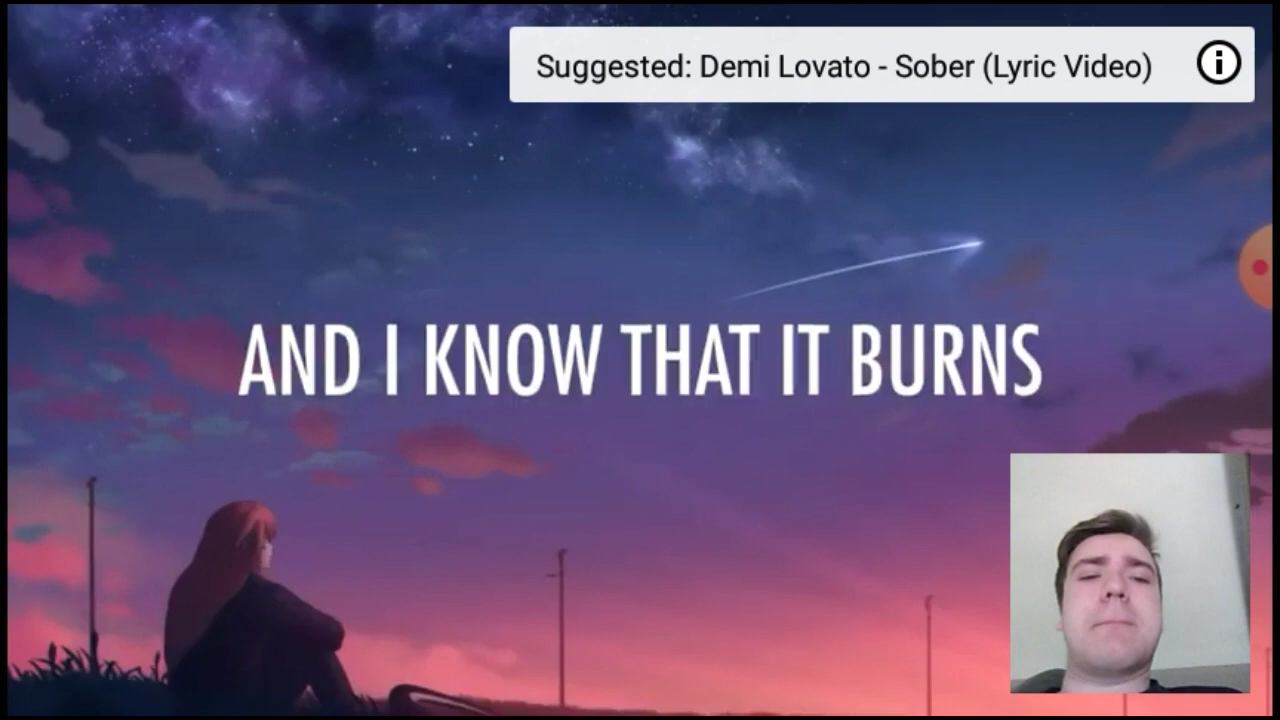 Suggested: Demi Lovato - Sober (Lyric Video)
AND I KNOW THAT IT BURNS